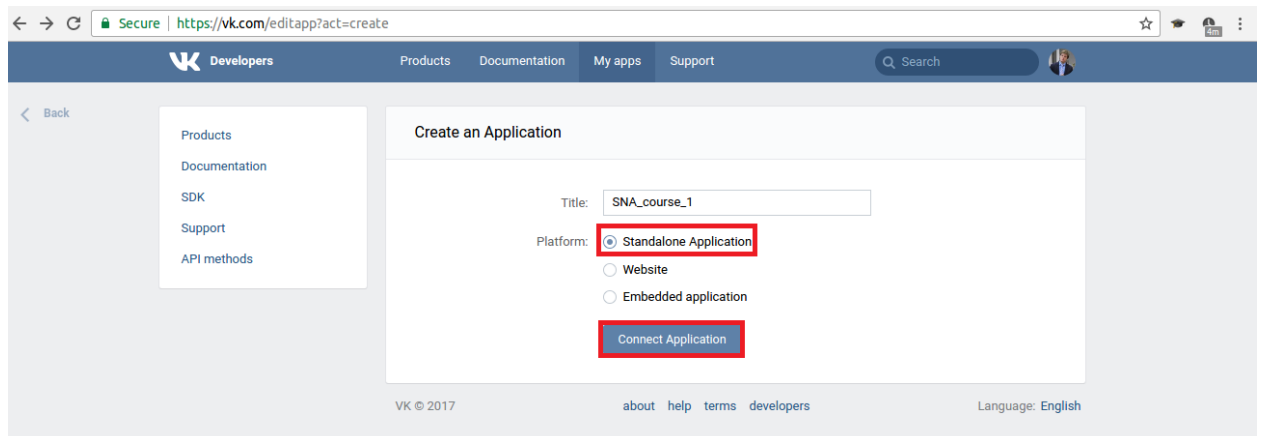 Secure https://vk.com/editapp?act=create
4m
Developers Products Documentation My apps Support Search
Back
Products
Documentation
SDK
Support
API methods
Create an Application
Title: SNA_course_1
Platform: Standalone Application
Website
Embedded application
Connect Application
VK © 2017 about help terms developers Language: English